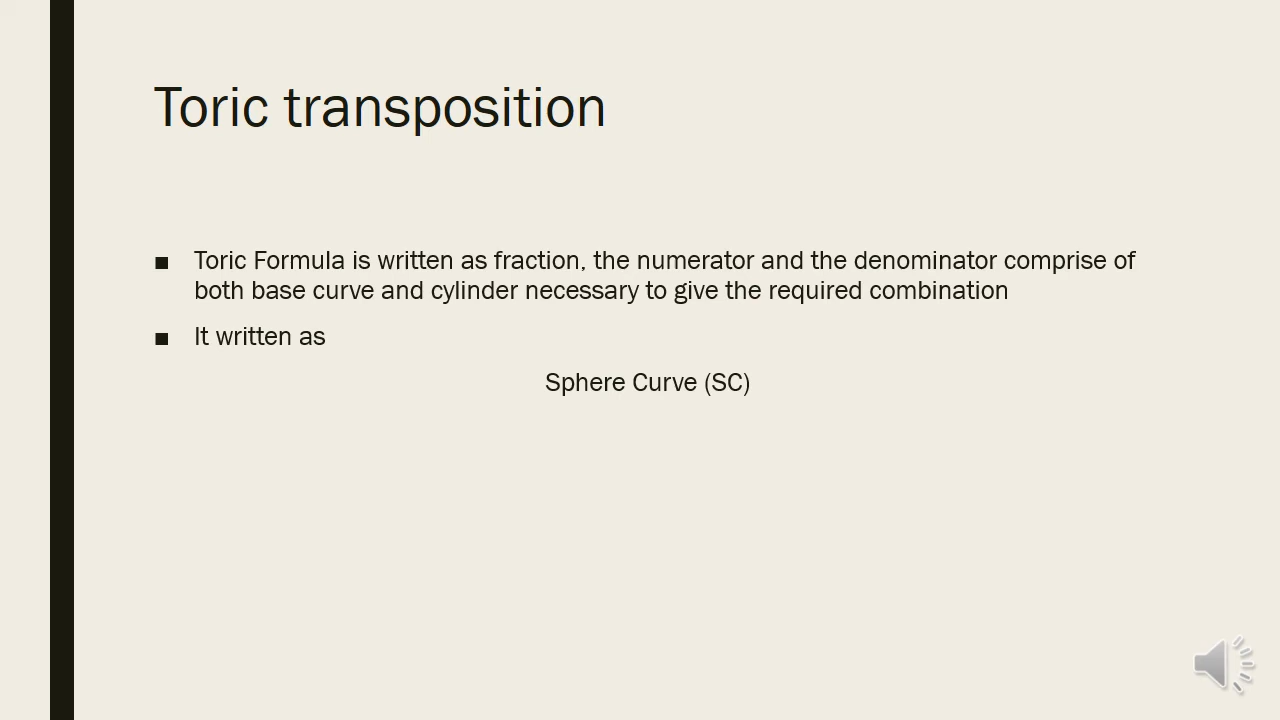 Toric transposition
■ Toric Formula is written as fraction, the numerator and the denominator comprise of
both base curve and cylinder necessary to give the required combination
■ It written as
Sphere Curve (SC)